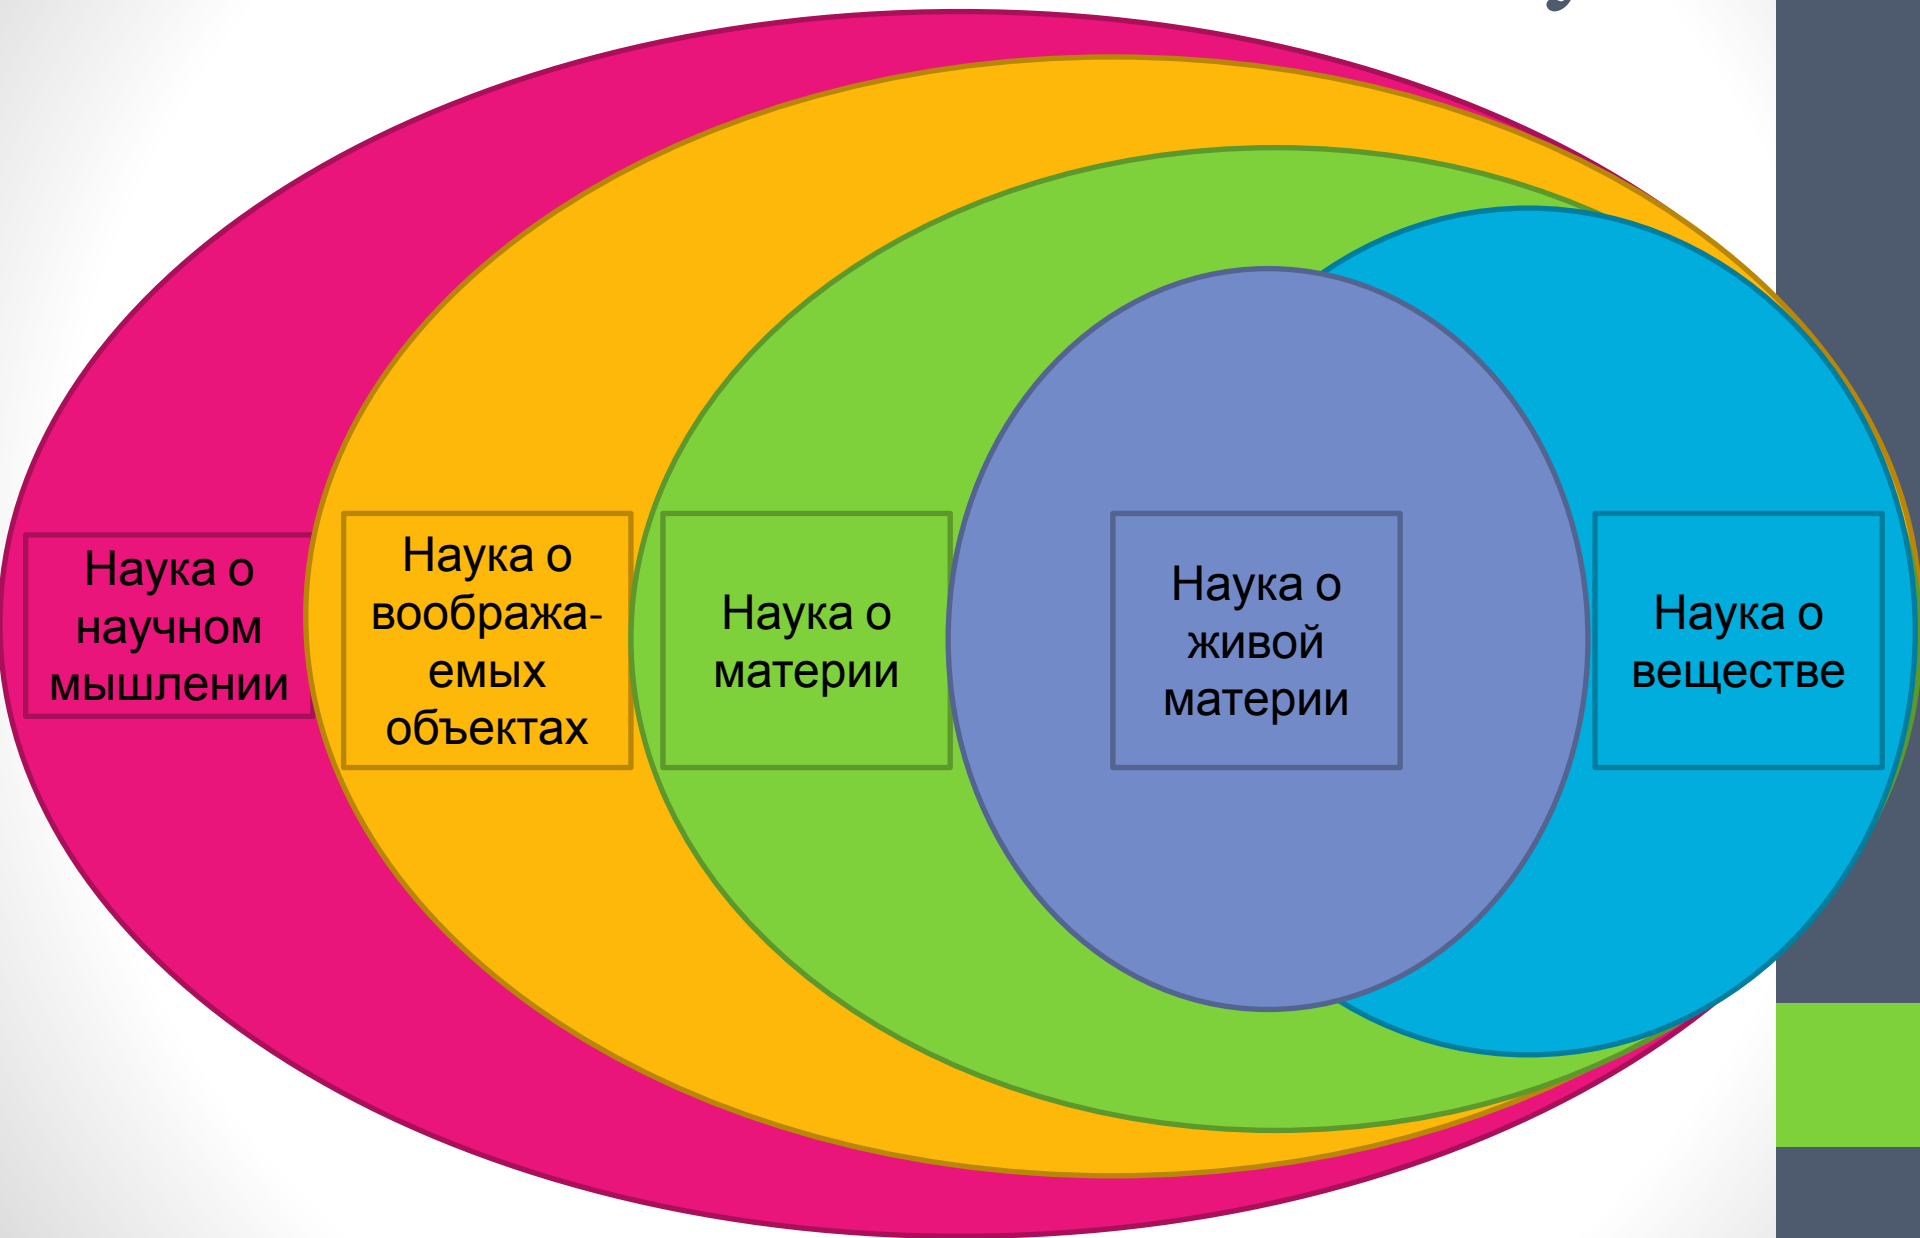 Наука о
научном
мышлении
Наука о
вообража-
емых
объектах
Наука о
материи
Наука о
живой
материи
Наука о
веществе